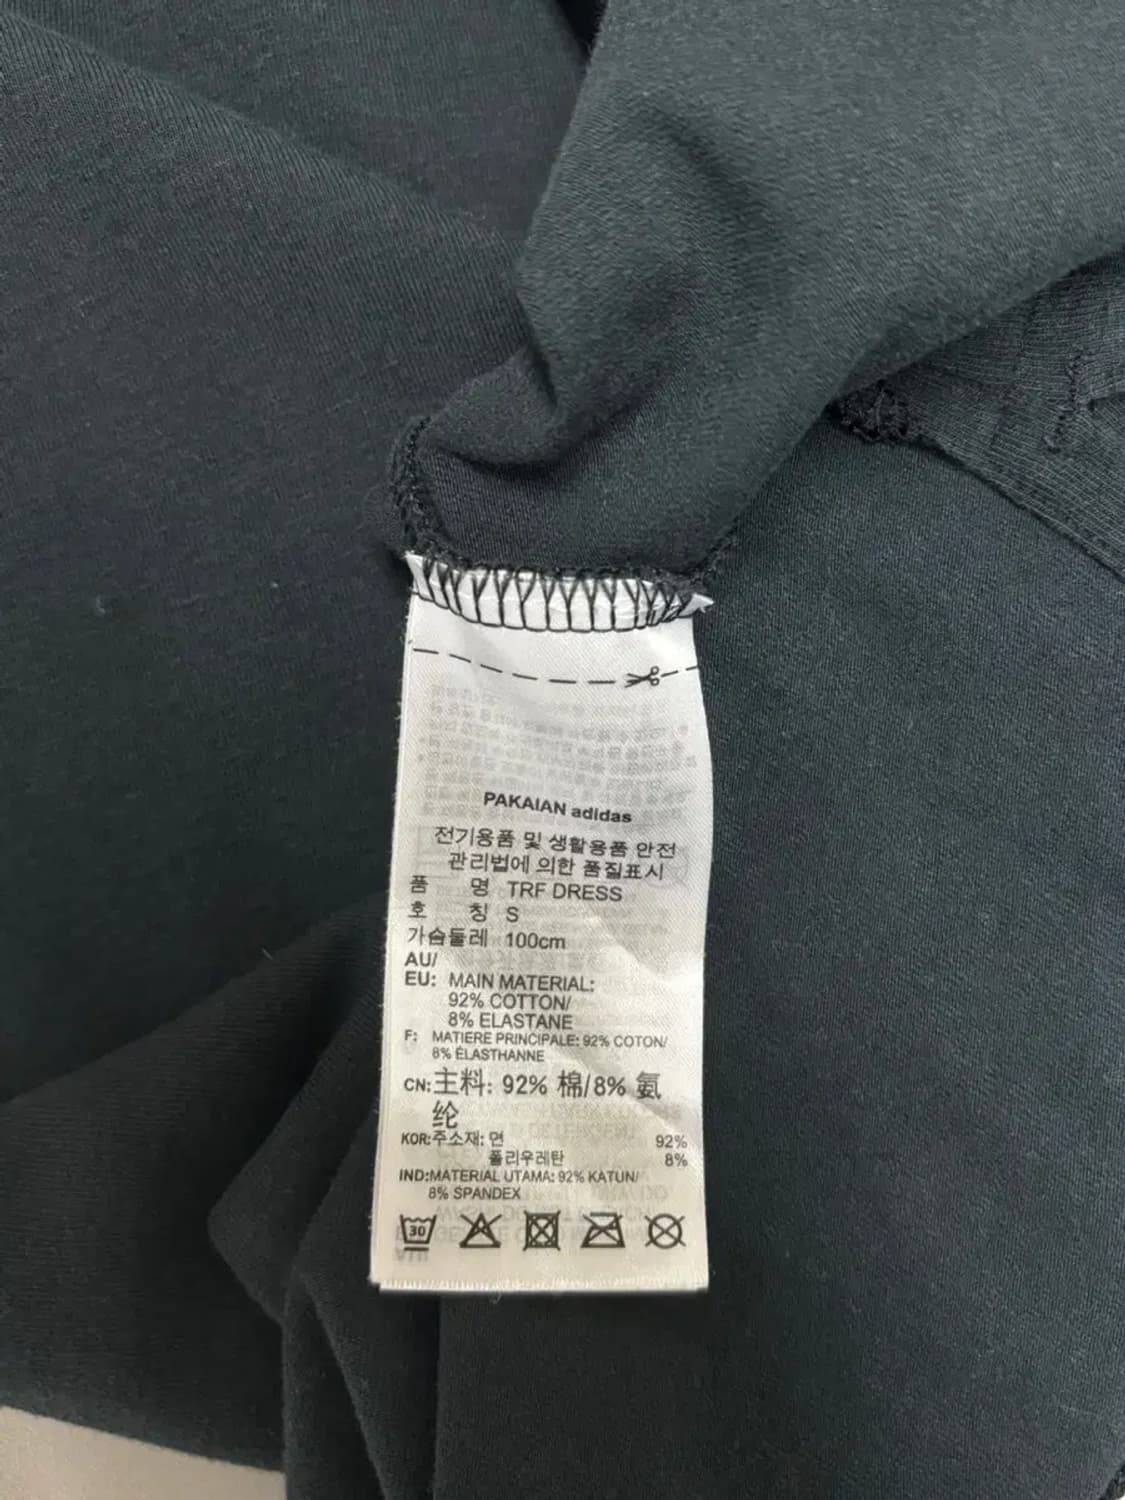 PAKAIAN adidas
전기용품 및 생활용품 안전
관리법에 의한 품질표시
품 명 TRF DRESS
호 칭 S
가슴둘레 100cm
AU/
EU: MAIN MATERIAL:
92% COTTON/
8% ELASTANE
F: MATIERE PRINCIPALE: 92% COTON/
8% ÉLASTHANNE
CN: 主料: 92% 棉/8% 氨
纶
KOR: 주소재: 면 92%
폴리우레탄 8%
IND: MATERIAL UTAMA: 92% KATUN/
8% SPANDEX
30